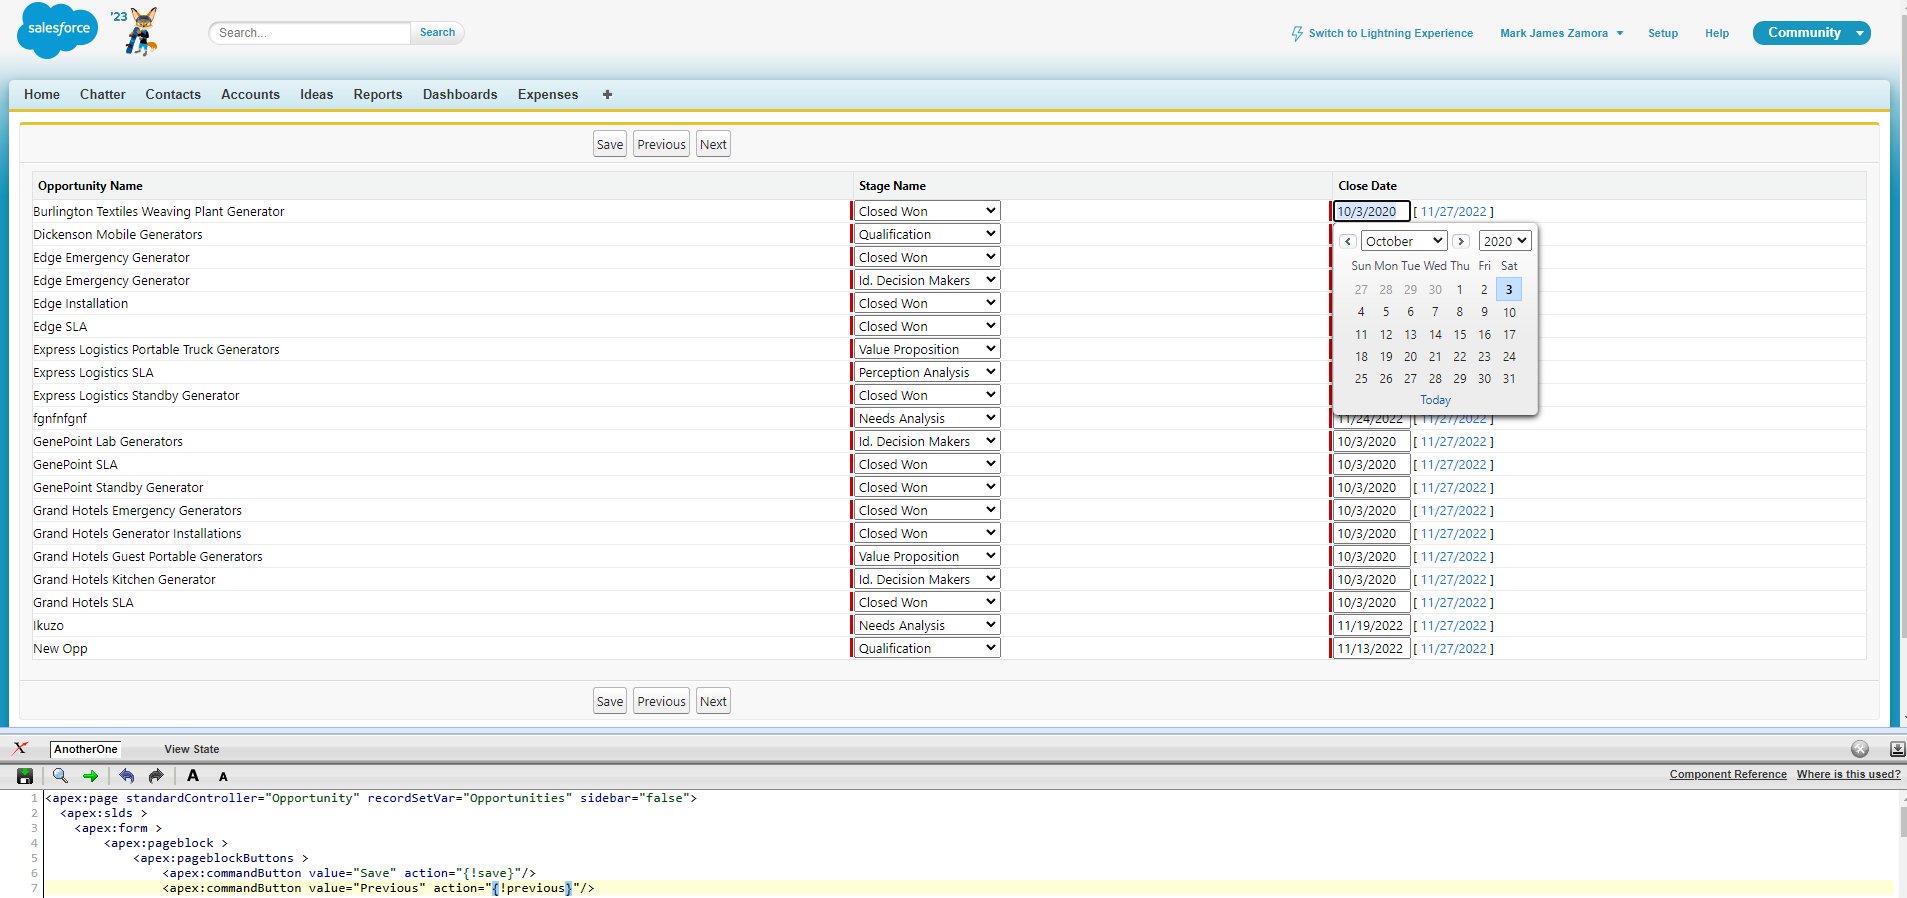 salesforce '23 Search... Search Switch to Lightning Experience Mark James Zamora Setup Help Community
Home Chatter Contacts Accounts Ideas Reports Dashboards Expenses +
Save Previous Next
Opportunity Name Stage Name Close Date
Burlington Textiles Weaving Plant Generator Closed Won 10/3/2020 [ 11/27/2022 ]
Dickenson Mobile Generators Qualification
Edge Emergency Generator Closed Won
Edge Emergency Generator Id. Decision Makers
Edge Installation Closed Won
Edge SLA Closed Won
Express Logistics Portable Truck Generators Value Proposition
Express Logistics SLA Perception Analysis
Express Logistics Standby Generator Closed Won
October 2020
Sun Mon Tue Wed Thu Fri Sat
27 28 29 30 1 2 3
4 5 6 7 8 9 10
11 12 13 14 15 16 17
18 19 20 21 22 23 24
25 26 27 28 29 30 31
Today
fgnfnfgnf Needs Analysis 11/24/2022 [ 11/27/2022 ]
GenePoint Lab Generators Id. Decision Makers 10/3/2020 [ 11/27/2022 ]
GenePoint SLA Closed Won 10/3/2020 [ 11/27/2022 ]
GenePoint Standby Generator Closed Won 10/3/2020 [ 11/27/2022 ]
Grand Hotels Emergency Generators Closed Won 10/3/2020 [ 11/27/2022 ]
Grand Hotels Generator Installations Closed Won 10/3/2020 [ 11/27/2022 ]
Grand Hotels Guest Portable Generators Value Proposition 10/3/2020 [ 11/27/2022 ]
Grand Hotels Kitchen Generator Id. Decision Makers 10/3/2020 [ 11/27/2022 ]
Grand Hotels SLA Closed Won 10/3/2020 [ 11/27/2022 ]
Ikuzo Needs Analysis 11/19/2022 [ 11/27/2022 ]
New Opp Qualification 11/13/2022 [ 11/27/2022 ]
Save Previous Next
AnotherOne View State
A A Component Reference Where is this used?
1 <apex:page standardController="Opportunity" recordSetVar="Opportunities" sidebar="false">
2 <apex:slds >
3 <apex:form >
4 <apex:pageblock >
5 <apex:pageblockButtons >
6 <apex:commandButton value="Save" action="{!save}"/>
7 <apex:commandButton value="Previous" action="{!previous}"/>